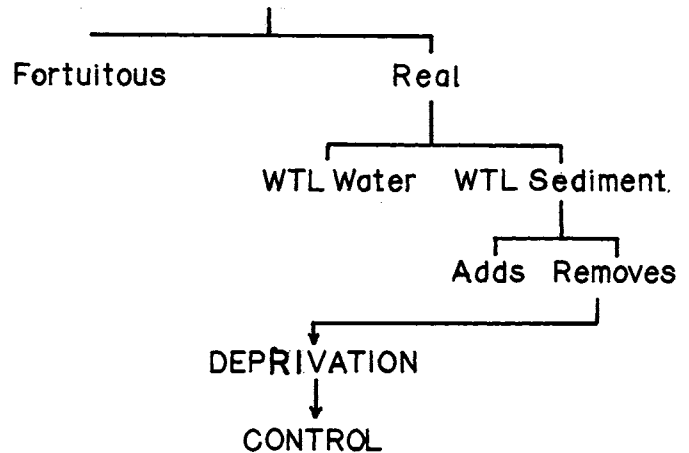 Fortuitous Real
WTL Water WTL Sediment
Adds Removes
DEPRIVATION
CONTROL